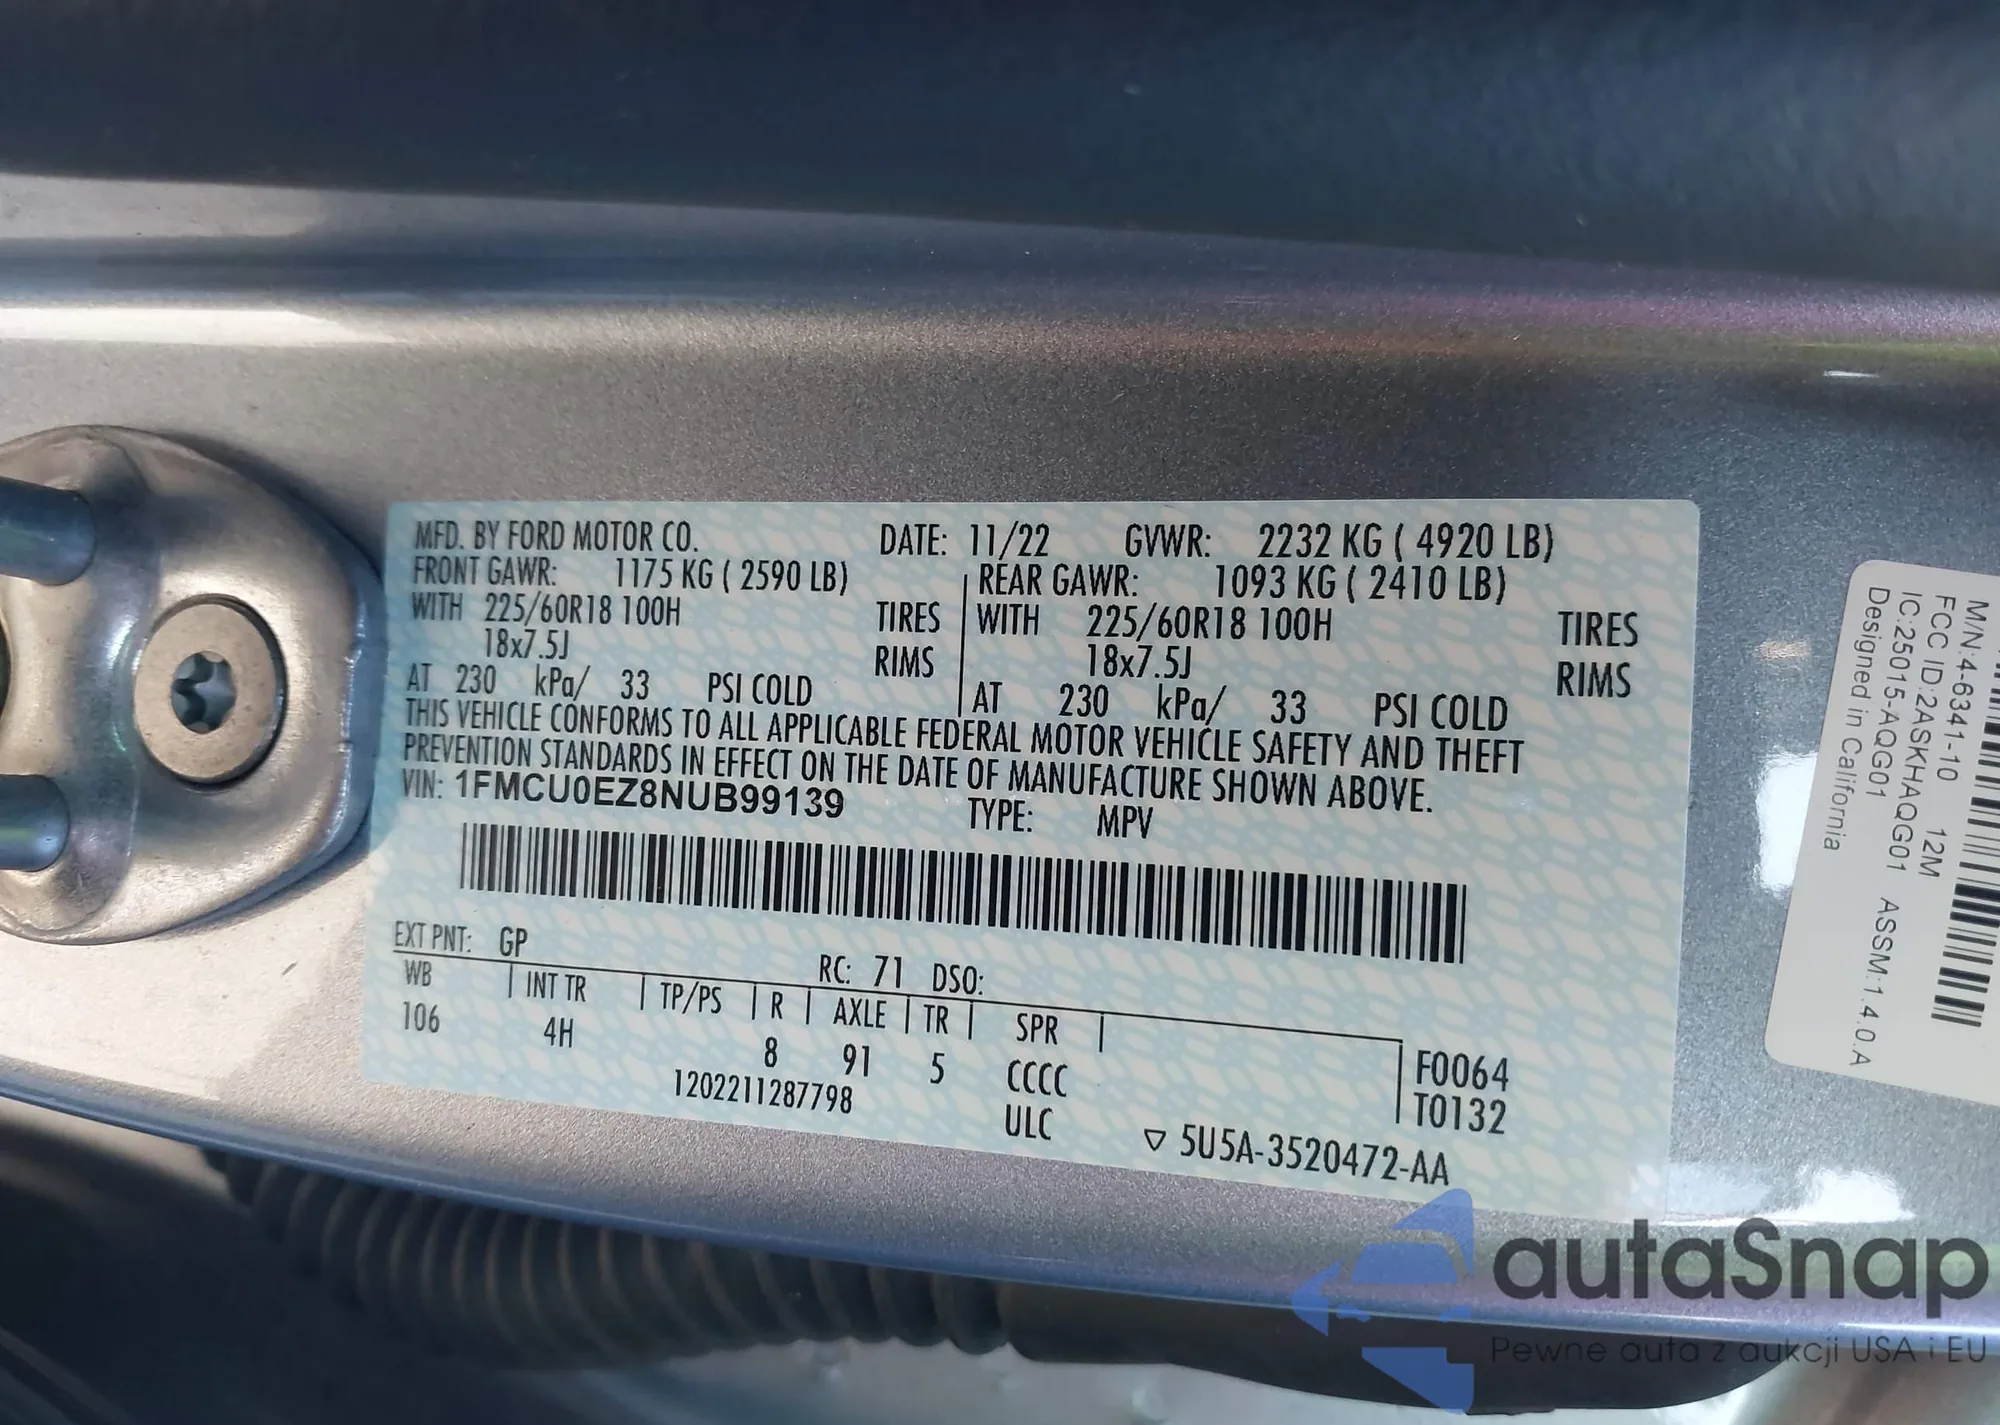 MFD. BY FORD MOTOR CO. DATE: 11/22 GVWR: 2232 KG ( 4920 LB)
FRONT GAWR: 1175 KG ( 2590 LB) REAR GAWR: 1093 KG ( 2410 LB)
WITH 225/60R18 100H TIRES WITH 225/60R18 100H TIRES
18x7.5J RIMS 18x7.5J RIMS
AT 230 kPa/ 33 PSI COLD AT 230 kPa/ 33 PSI COLD
THIS VEHICLE CONFORMS TO ALL APPLICABLE FEDERAL MOTOR VEHICLE SAFETY AND THEFT
PREVENTION STANDARDS IN EFFECT ON THE DATE OF MANUFACTURE SHOWN ABOVE.
VIN: 1FMCU0EZ8NUB99139 TYPE: MPV
EXT PNT: GP RC: 71 DSO:
WB INT TR TP/PS R AXLE TR SPR
106 4H 8 91 5 CCCC F0064
1202211287798 ULC T0132
▽ 5U5A-3520472-AA
M/N:4-6341-10 12M
FCC ID:2ASKHAQG01
IC:25015-AQG01 ASSM:1.4.0.A
Designed in California
autaSnap
Pewne auta z aukcji USA i EU